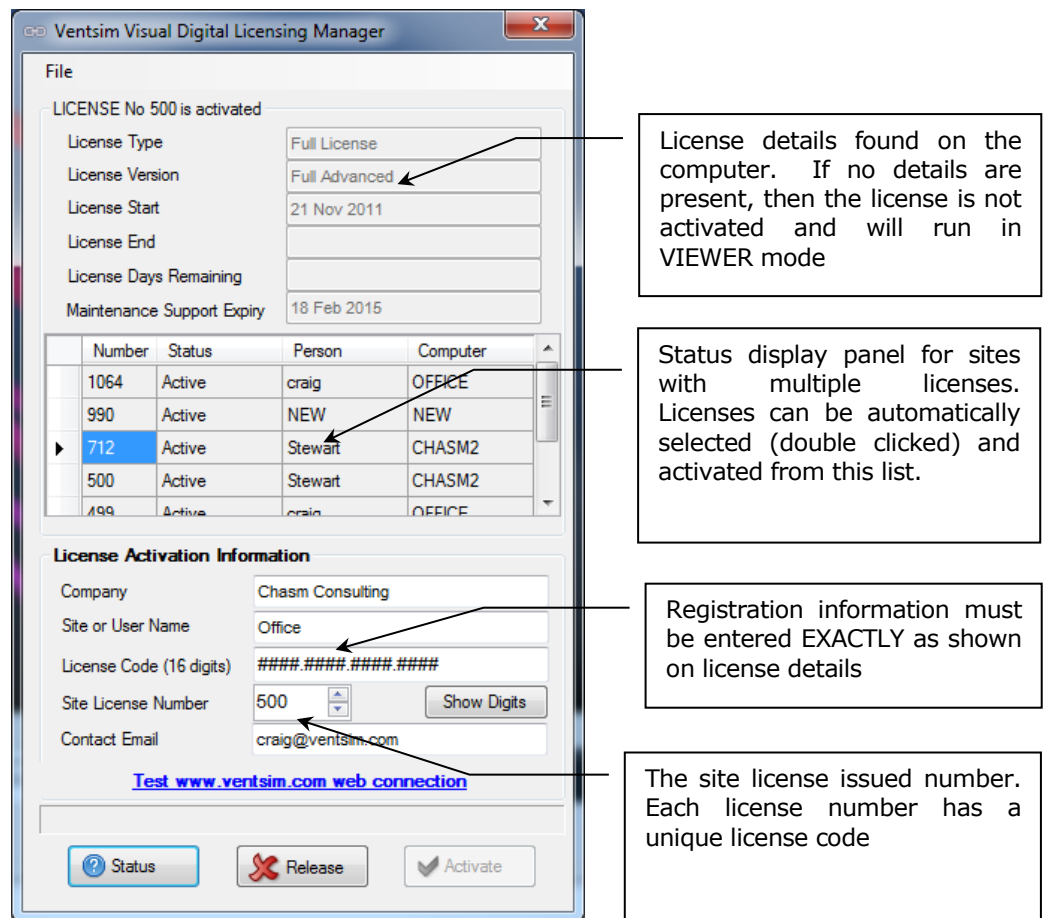 Ventsim Visual Digital Licensing Manager
File
LICENSE No 500 is activated
License Type Full License
License Version Full Advanced
License Start 21 Nov 2011
License End
License Days Remaining
Maintenance Support Expiry 18 Feb 2015
Number Status Person Computer
1064 Active craig OFFICE
990 Active NEW NEW
712 Active Stewart CHASM2
500 Active Stewart CHASM2
499 Active craig OFFICE
License Activation Information
Company Chasm Consulting
Site or User Name Office
License Code (16 digits) ####.####.####.####
Site License Number 500 Show Digits
Contact Email craig@ventsim.com
Test www.ventsim.com web connection
Status Release Activate
License details found on the
computer. If no details are
present, then the license is not
activated and will run in
VIEWER mode
Status display panel for sites
with multiple licenses.
Licenses can be automatically
selected (double clicked) and
activated from this list.
Registration information must
be entered EXACTLY as shown
on license details
The site license issued number.
Each license number has a
unique license code